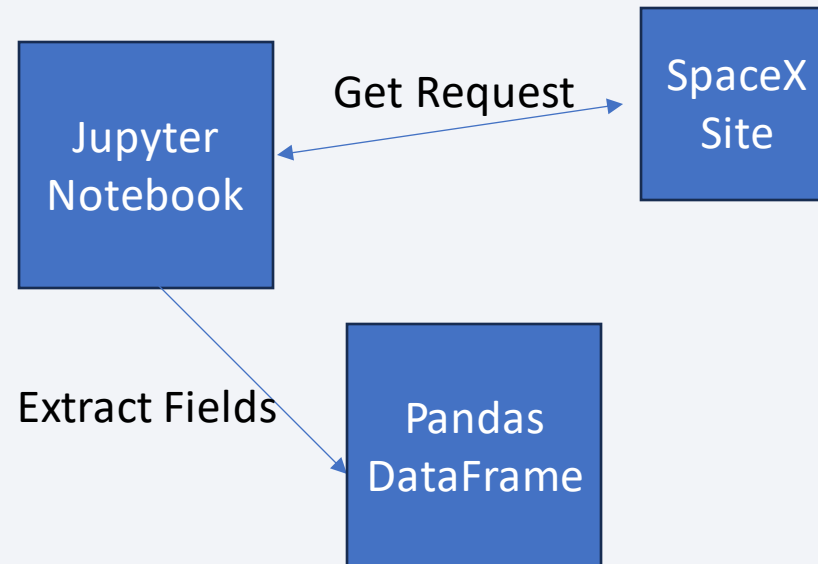 Jupyter
Notebook
Get Request
SpaceX
Site
Extract Fields
Pandas
DataFrame